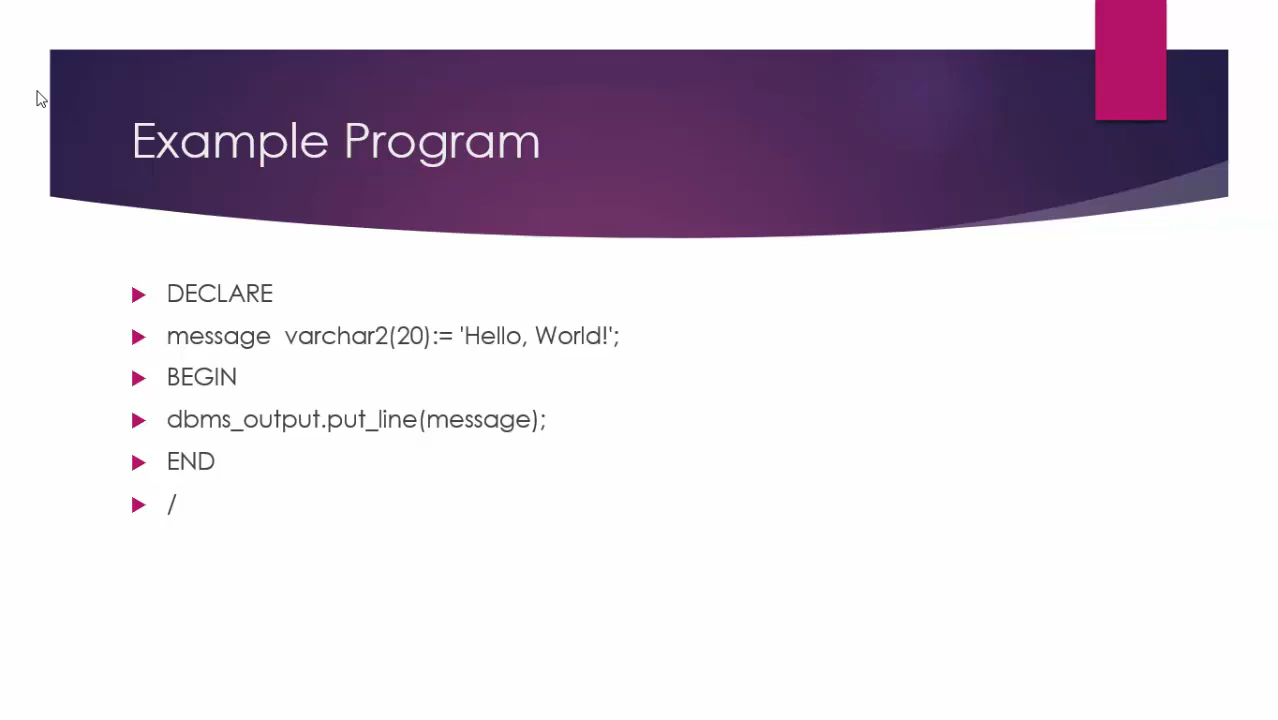 Example Program
DECLARE
message  varchar2(20):= 'Hello, World!';
BEGIN
dbms_output.put_line(message);
END
/